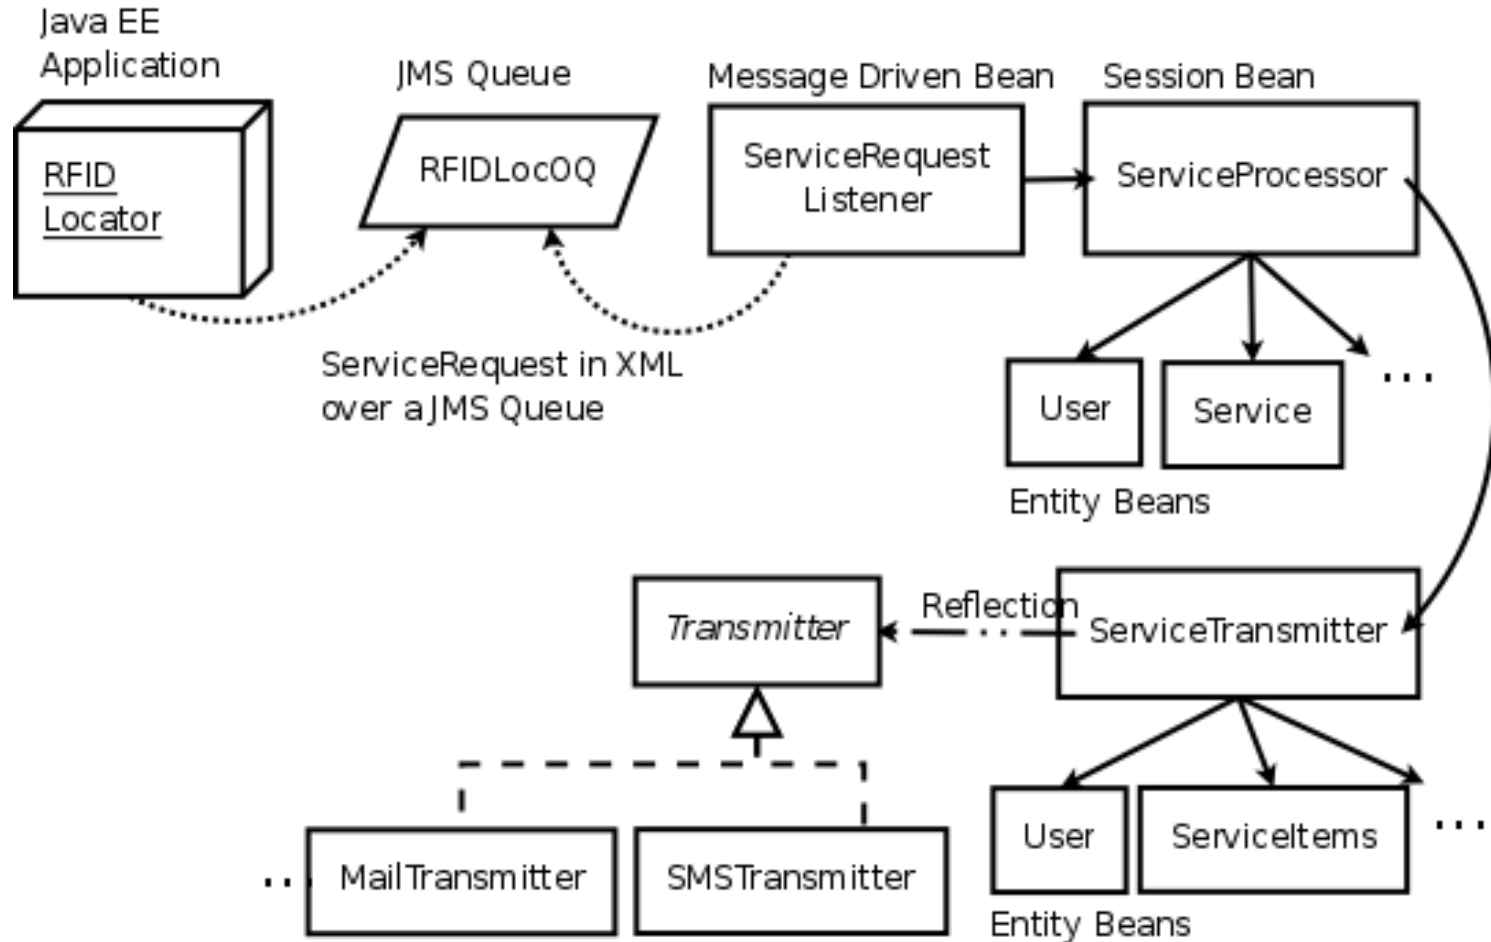 Java EE
Application
JMS Queue
Message Driven Bean
Session Bean
RFID
Locator
RFIDLocOQ
ServiceRequest
Listener
ServiceProcessor
ServiceRequest in XML
over a JMS Queue
User
Service
...
Entity Beans
Transmitter
Reflection
ServiceTransmitter
... MailTransmitter
SMSTransmitter
User
ServiceItems
...
Entity Beans